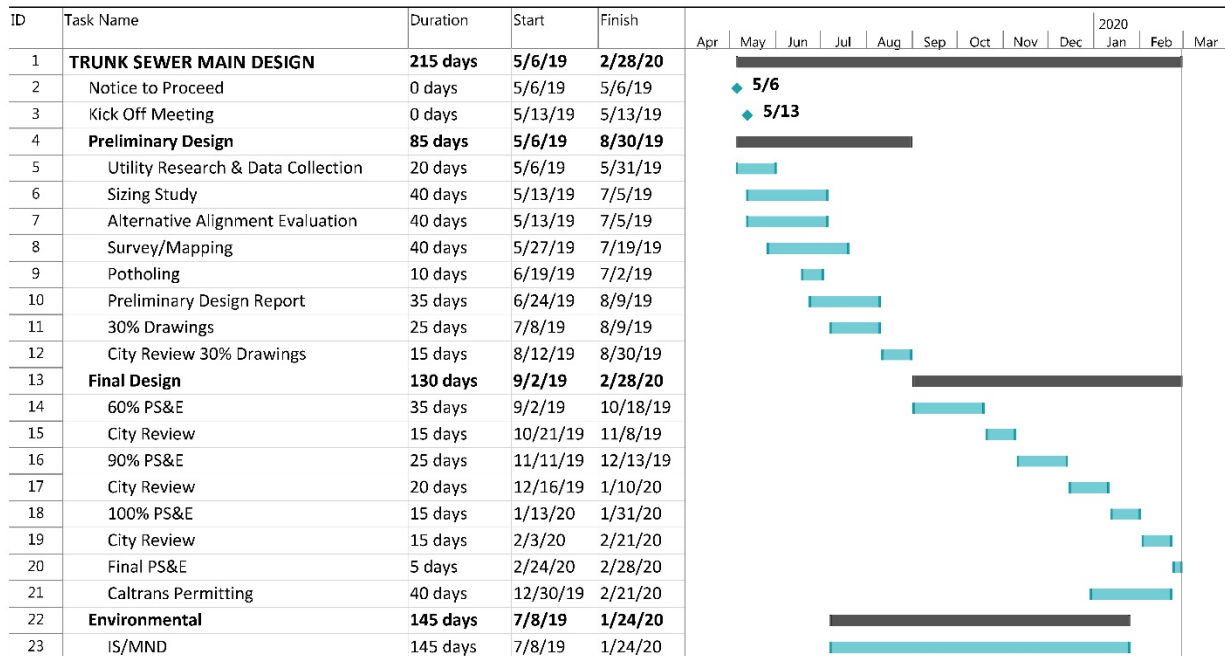 ID Task Name Duration Start Finish
2020
Apr May Jun Jul Aug Sep Oct Nov Dec Jan Feb Mar
1 TRUNK SEWER MAIN DESIGN 215 days 5/6/19 2/28/20
2 Notice to Proceed 0 days 5/6/19 5/6/19 5/6
3 Kick Off Meeting 0 days 5/13/19 5/13/19 5/13
4 Preliminary Design 85 days 5/6/19 8/30/19
5 Utility Research & Data Collection 20 days 5/6/19 5/31/19
6 Sizing Study 40 days 5/13/19 7/5/19
7 Alternative Alignment Evaluation 40 days 5/13/19 7/5/19
8 Survey/Mapping 40 days 5/27/19 7/19/19
9 Potholing 10 days 6/19/19 7/2/19
10 Preliminary Design Report 35 days 6/24/19 8/9/19
11 30% Drawings 25 days 7/8/19 8/9/19
12 City Review 30% Drawings 15 days 8/12/19 8/30/19
13 Final Design 130 days 9/2/19 2/28/20
14 60% PS&E 35 days 9/2/19 10/18/19
15 City Review 15 days 10/21/19 11/8/19
16 90% PS&E 25 days 11/11/19 12/13/19
17 City Review 20 days 12/16/19 1/10/20
18 100% PS&E 15 days 1/13/20 1/31/20
19 City Review 15 days 2/3/20 2/21/20
20 Final PS&E 5 days 2/24/20 2/28/20
21 Caltrans Permitting 40 days 12/30/19 2/21/20
22 Environmental 145 days 7/8/19 1/24/20
23 IS/MND 145 days 7/8/19 1/24/20